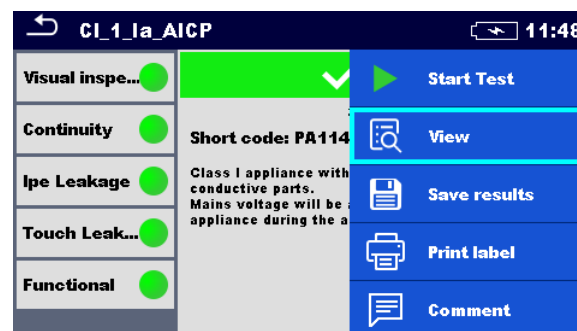 CI_1_Ia_AICP
11:48
Visual inspe...
Continuity
Ipe Leakage
Touch Leak...
Functional
Short code: PA114
Class I appliance with
conductive parts.
Mains voltage will be
appliance during the a
Start Test
View
Save results
Print label
Comment